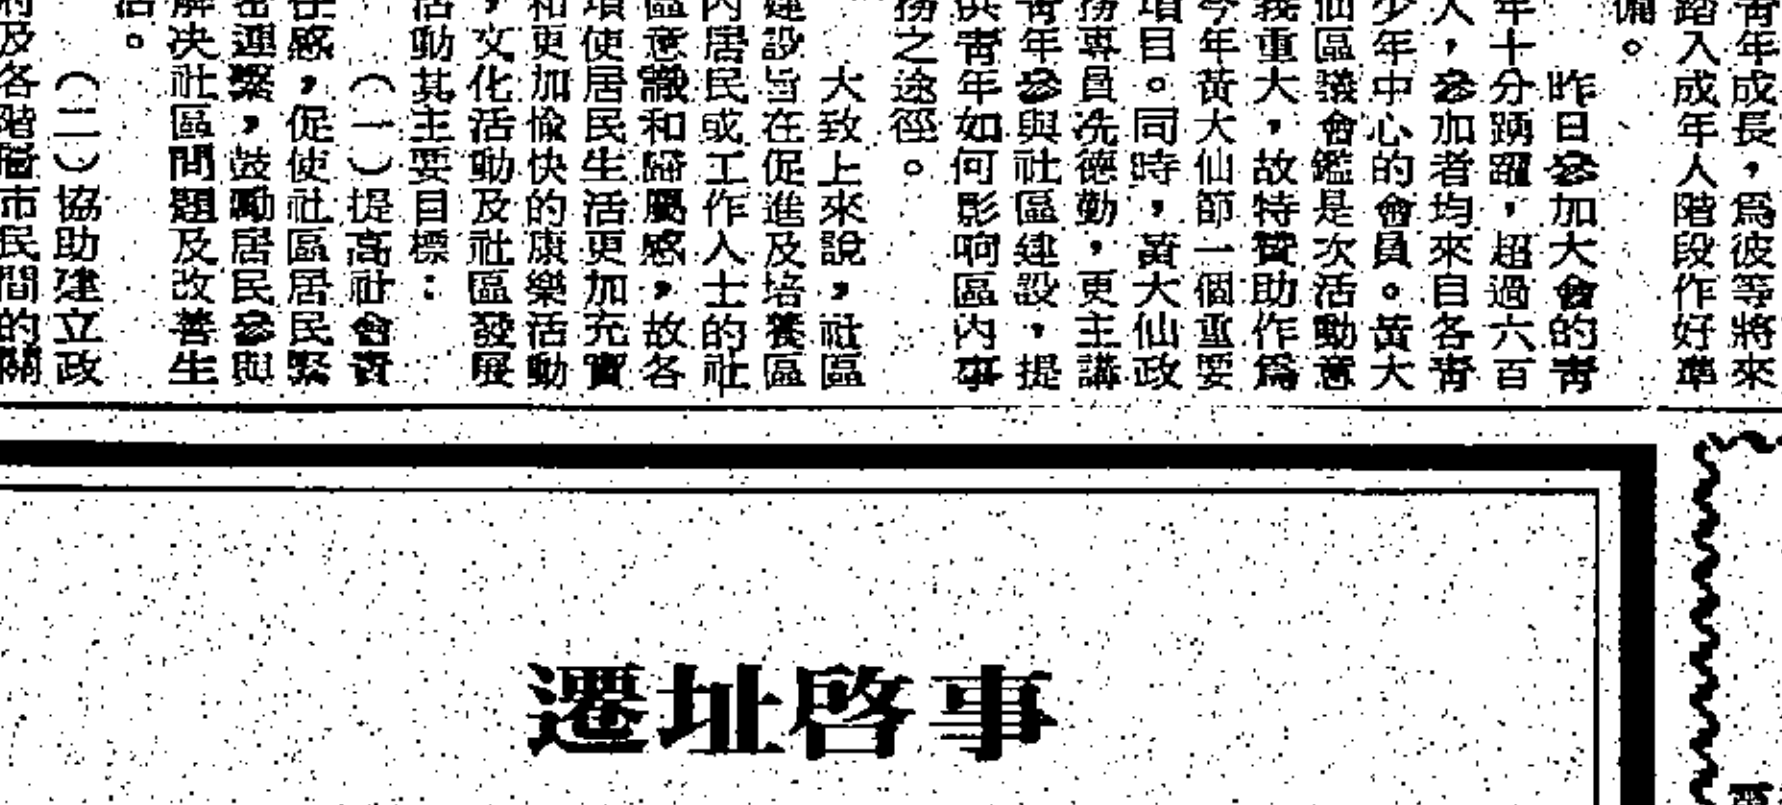 青年成長，爲彼等將來
踏入成年人階段作好準
備。
昨日參加大會的青
年十分踴躍，超過六百
人，參加者均來自各青
少年中心的會員。黃大
仙區議會鑑是次活動意
義重大，故特贊助作爲
今年黃大仙節一個重要
項目。同時，黃大仙政
務專員冼德勤，更主講
青年參與社區建設，提
供青年如何影响區內事
務之途徑。
大致上來說，社區
建設旨在促進及培養區
內居民或工作人士的社
區意識和歸屬感，故各
項使居民生活更加充實
和更加愉快的康樂活動
，文化活動及社區發展
活動其主要目標：
（一）提高社會責
任感，促使社區居民緊
密連繫，鼓勵居民參與
解決社區問題及改善生
活。
（二）協助建立政
府及各階層市民間的關
遷址啓事